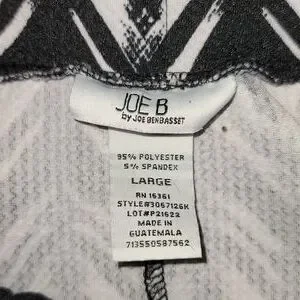 JOE B
by JOE BENBASSET
95% POLYESTER
5% SPANDEX
LARGE
RN 16361
STYLE#3067126K
LOT#P21622
MADE IN
GUATEMALA
713550587562